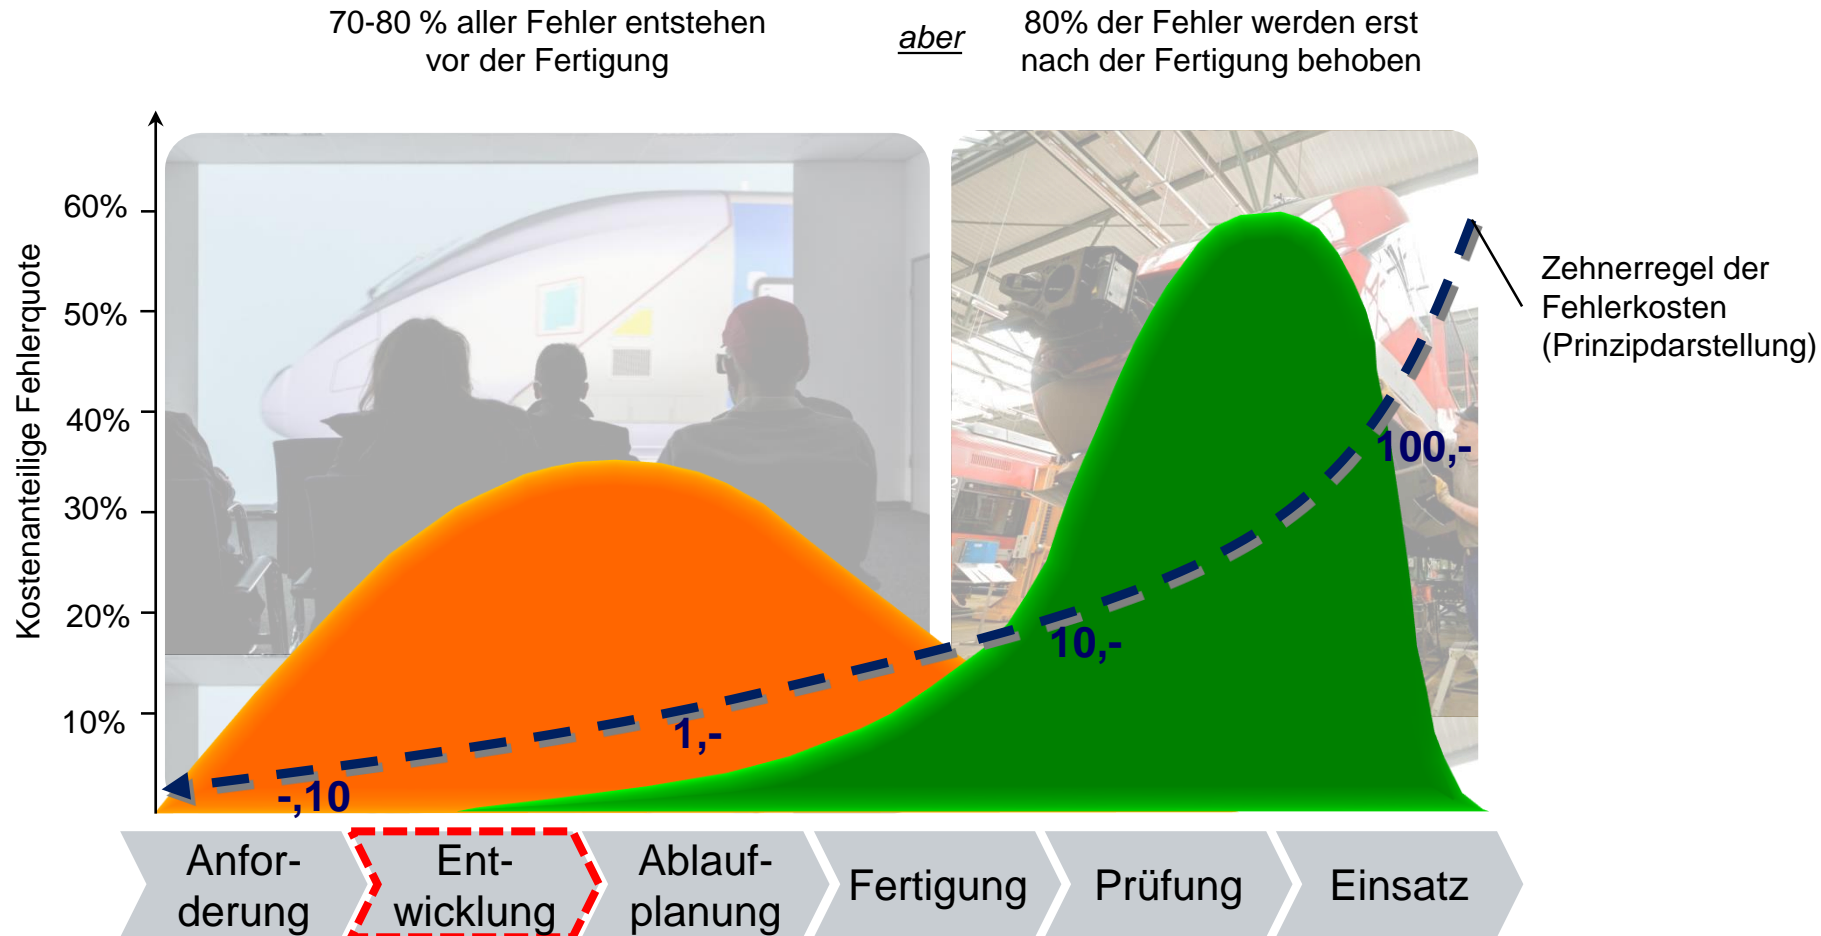 70-80 % aller Fehler entstehen
vor der Fertigung
aber
80% der Fehler werden erst
nach der Fertigung behoben
Kostenanteilige Fehlerquote
60%
50%
40%
30%
20%
10%
Zehnerregel der
Fehlerkosten
(Prinzipdarstellung)
-,10
1,-
10,-
100,-
Anfor-
derung
Ent-
wicklung
Ablauf-
planung
Fertigung
Prüfung
Einsatz